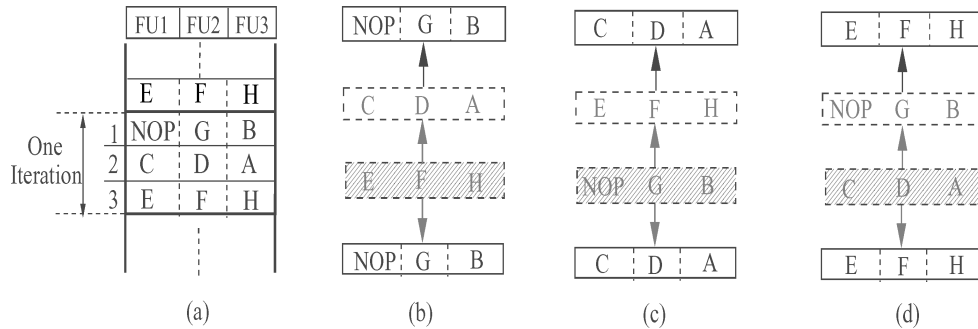 FU1 FU2 FU3
E F H
One Iteration
1 NOP G B
2 C D A
3 E F H
(a)
NOP G B
C D A
E F H
NOP G B
(b)
C D A
E F H
NOP G B
C D A
(c)
E F H
NOP G B
C D A
E F H
(d)